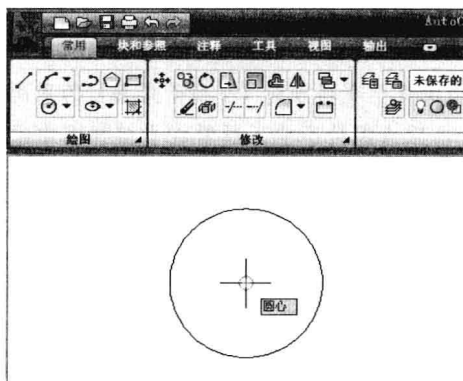 AutoC
常用 块和参照 注释 工具 视图 输出
未保存的
绘图 修改
圆心